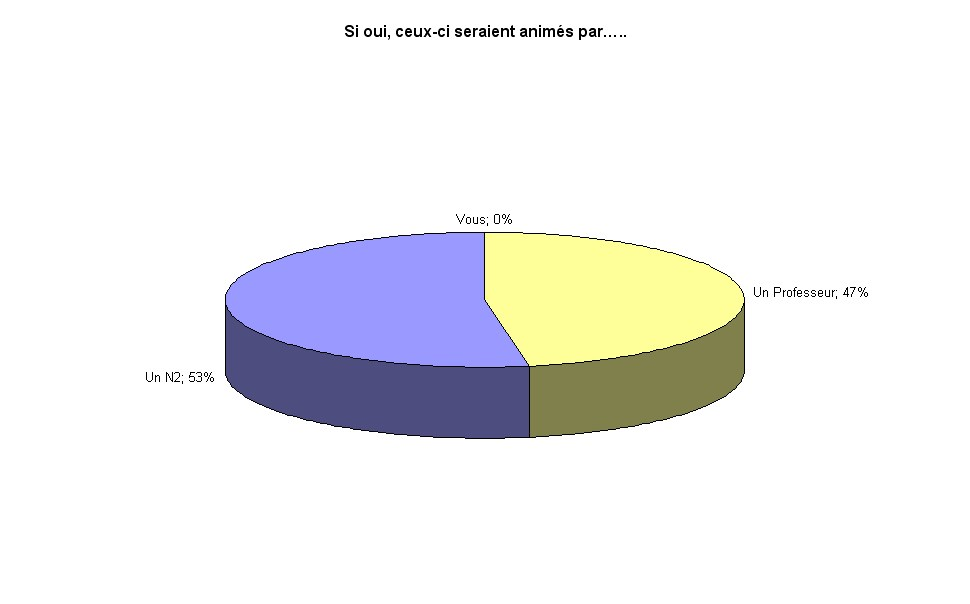 Si oui, ceux-ci seraient animés par.....
Vous; 0%
Un Professeur; 47%
Un N2; 53%